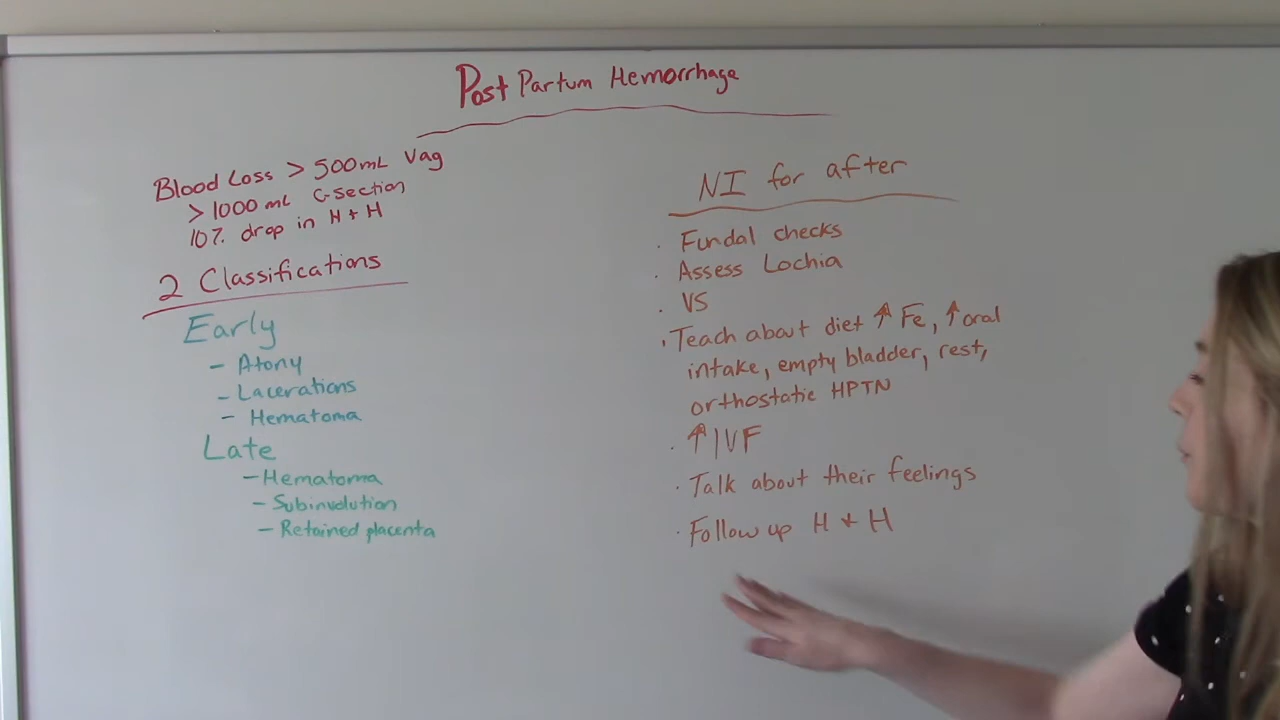 Post Partum Hemorrhage
Blood Loss > 500mL Vag
> 1000 mL C-section
10% drop in H + H
2 Classifications
Early
- Atony
- Lacerations
- Hematoma
Late
- Hematoma
- Subinvolution
- Retained placenta
NI for after
· Fundal checks
· Assess Lochia
· VS
· Teach about diet ↑ Fe, ↑ oral
intake, empty bladder, rest,
orthostatic HPTN
· ↑ IVF
· Talk about their feelings
· Follow up H + H